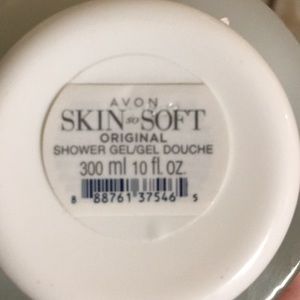 AVON
SKIN so SOFT
ORIGINAL
SHOWER GEL/GEL DOUCHE
300 ml 10 fl. oz.
8 88761 37546 5